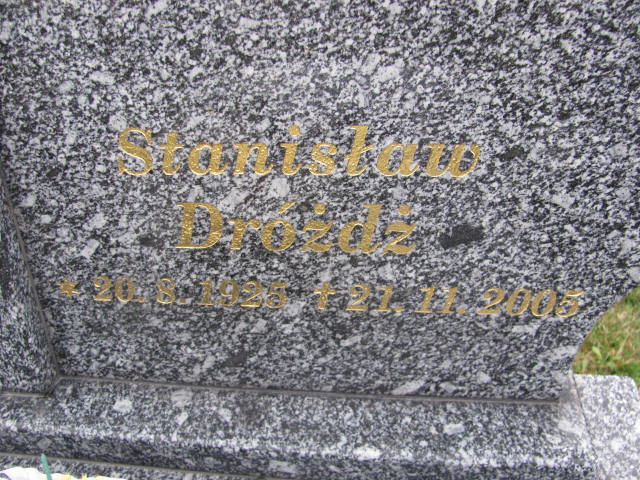 Stanisław
Dróżdż
* 20. 8. 1925 † 21. 11. 2005